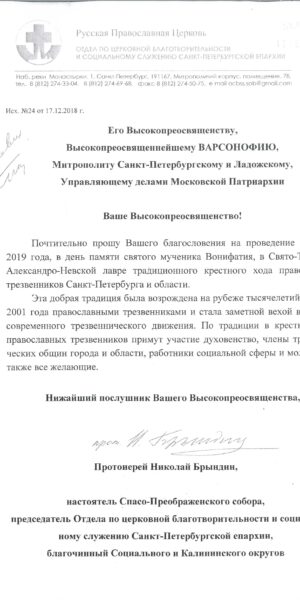 Русская Православная Церковь
ОТДЕЛ ПО ЦЕРКОВНОЙ БЛАГОТВОРИТЕЛЬНОСТИ
И СОЦИАЛЬНОМУ СЛУЖЕНИЮ САНКТ-ПЕТЕРБУРГСКОЙ ЕПАРХИИ
Наб. реки Монастырки, 1, Санкт-Петербург, 191167, Митрополичий корпус, помещение 78,
тел. 8 (812) 274-33-04, 8 (812) 274-69-68, факс 8 (812) 274-50-75, e-mail
Исх. №24 от 17.12.2018 г.
Его Высокопреосвященству,
Высокопреосвященнейшему ВАРСОНОФИЮ,
Митрополиту Санкт-Петербургскому и Ладожскому,
Управляющему делами Московской Патриархии
Ваше Высокопреосвященство!
Почтительно прошу Вашего благословения на проведение
2019 года, в день памяти святого мученика Вонифатия, в Свято-Т
Александро-Невской лавре традиционного крестного хода право
трезвенников Санкт-Петербурга и области.
Эта добрая традиция была возрождена на рубеже тысячелетий
2001 года православными трезвенниками и стала заметной вехой в
современного трезвеннического движения. По традиции в крестн
православных трезвенников примут участие духовенство, члены тр
ческих общин города и области, работники социальной сферы и мол
также все желающие.
Нижайший послушник Вашего Высокопреосвященства,
прот. Н Брындин
Протоиерей Николай Брындин,
настоятель Спасо-Преображенского собора,
председатель Отдела по церковной благотворительности и социа
ному служению Санкт-Петербургской епархии,
благочинный Социального и Калининского округов